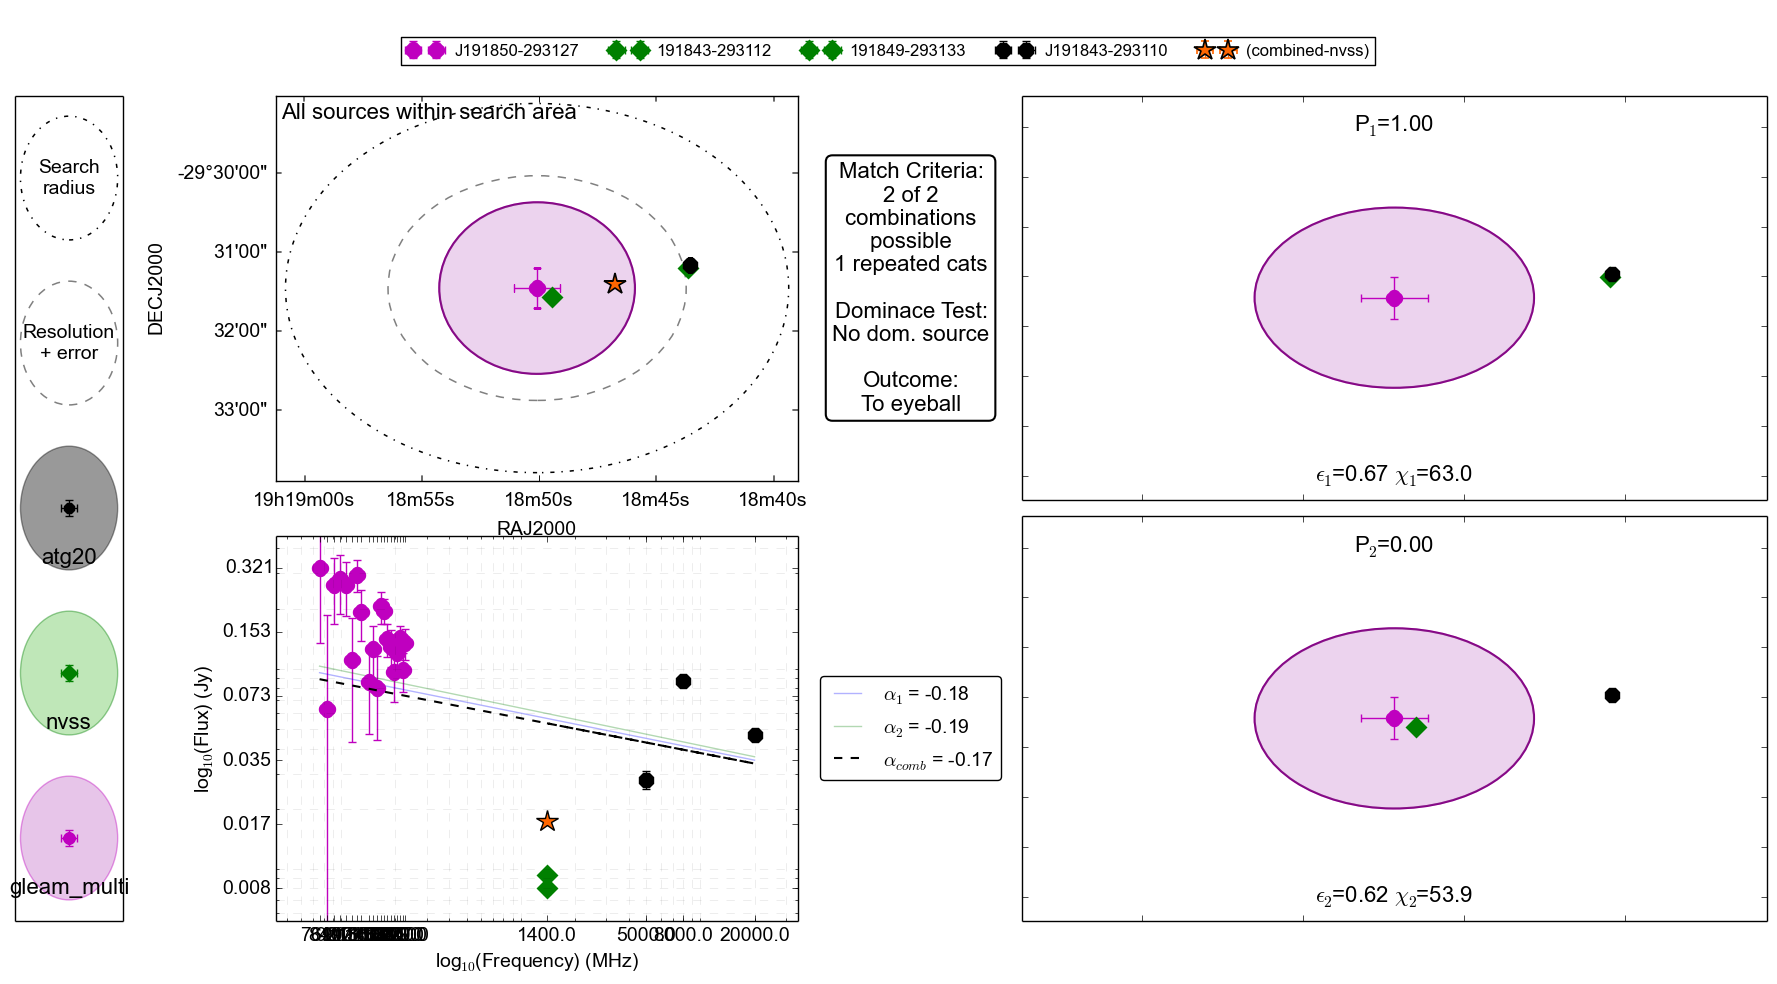 J191850-293127 191843-293112 191849-293133 J191843-293110 (combined-nvss)
Search
radius
Resolution
+ error
atg20
nvss
gleam_multi
All sources within search area
DECJ2000
-29°30'00"
31'00"
32'00"
33'00"
19h19m00s 18m55s 18m50s 18m45s 18m40s
RAJ2000
Match Criteria:
2 of 2
combinations
possible
1 repeated cats
Dominace Test:
No dom. source
Outcome:
To eyeball
P1=1.00
ϵ1=0.67 χ1=63.0
log10(Flux) (Jy)
0.321
0.153
0.073
0.035
0.017
0.008
1400.0 5000.0 8000.0 20000.0
log10(Frequency) (MHz)
α1 = -0.18
α2 = -0.19
αcomb = -0.17
P2=0.00
ϵ2=0.62 χ2=53.9